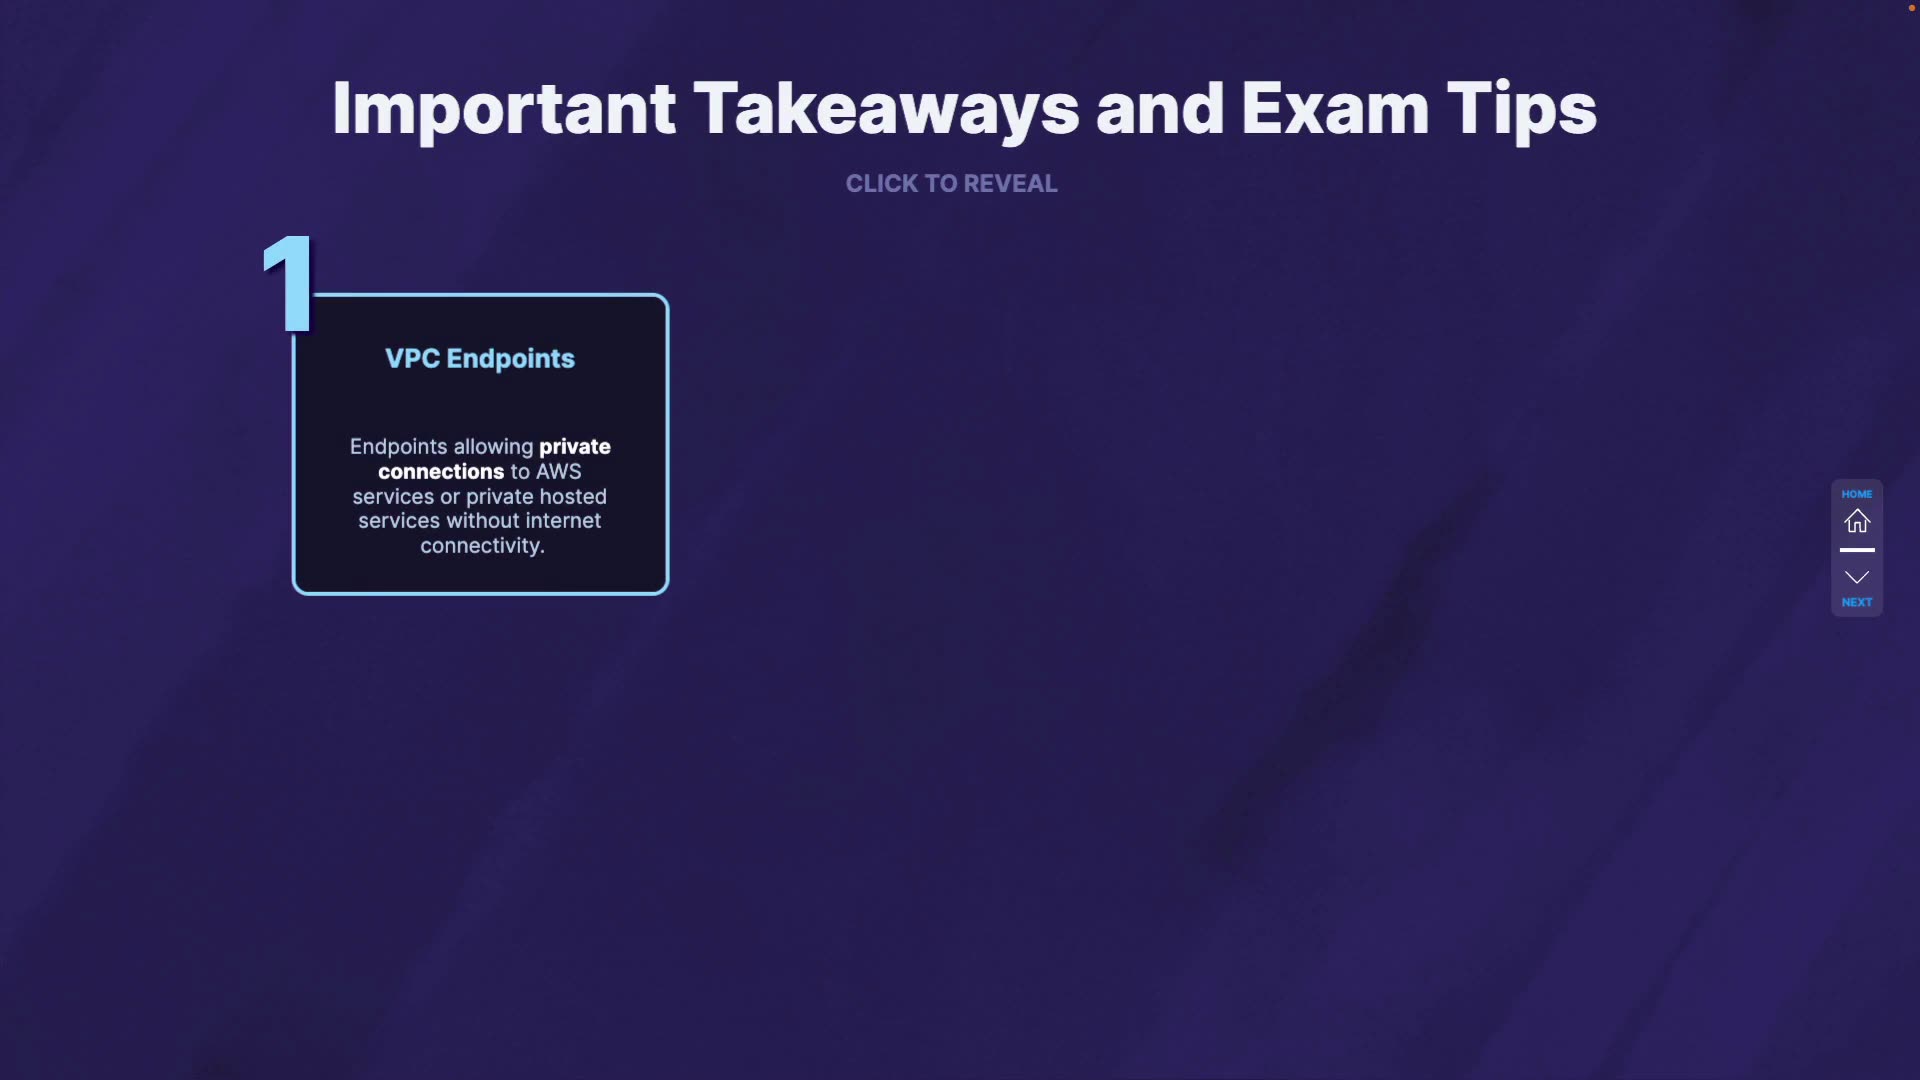 Important Takeaways and Exam Tips
CLICK TO REVEAL
1
VPC Endpoints
Endpoints allowing private
connections to AWS
services or private hosted
services without internet
connectivity.
HOME
NEXT